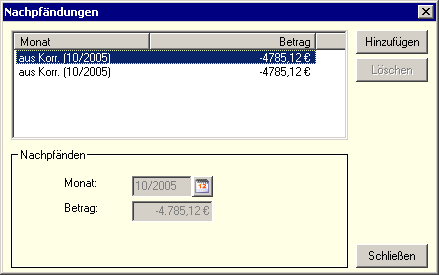 Nachpfändungen
Monat Betrag
aus Korr. (10/2005) -4785,12 €
aus Korr. (10/2005) -4785,12 €
Hinzufügen
Löschen
Nachpfänden
Monat: 10/2005 12
Betrag: -4.785,12 €
Schließen